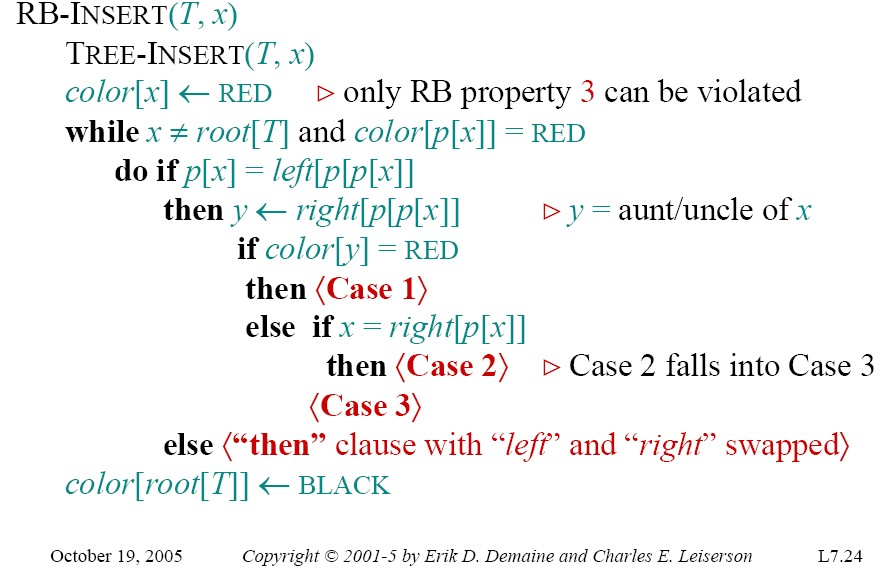 RB-INSERT(T, x)
TREE-INSERT(T, x)
color[x] ← RED ⊳ only RB property 3 can be violated
while x ≠ root[T] and color[p[x]] = RED
do if p[x] = left[p[p[x]]
then y ← right[p[p[x]] ⊳ y = aunt/uncle of x
if color[y] = RED
then ⟨Case 1⟩
else if x = right[p[x]]
then ⟨Case 2⟩ ⊳ Case 2 falls into Case 3
⟨Case 3⟩
else ⟨“then” clause with “left” and “right” swapped⟩
color[root[T]] ← BLACK
October 19, 2005 Copyright © 2001-5 by Erik D. Demaine and Charles E. Leiserson L7.24